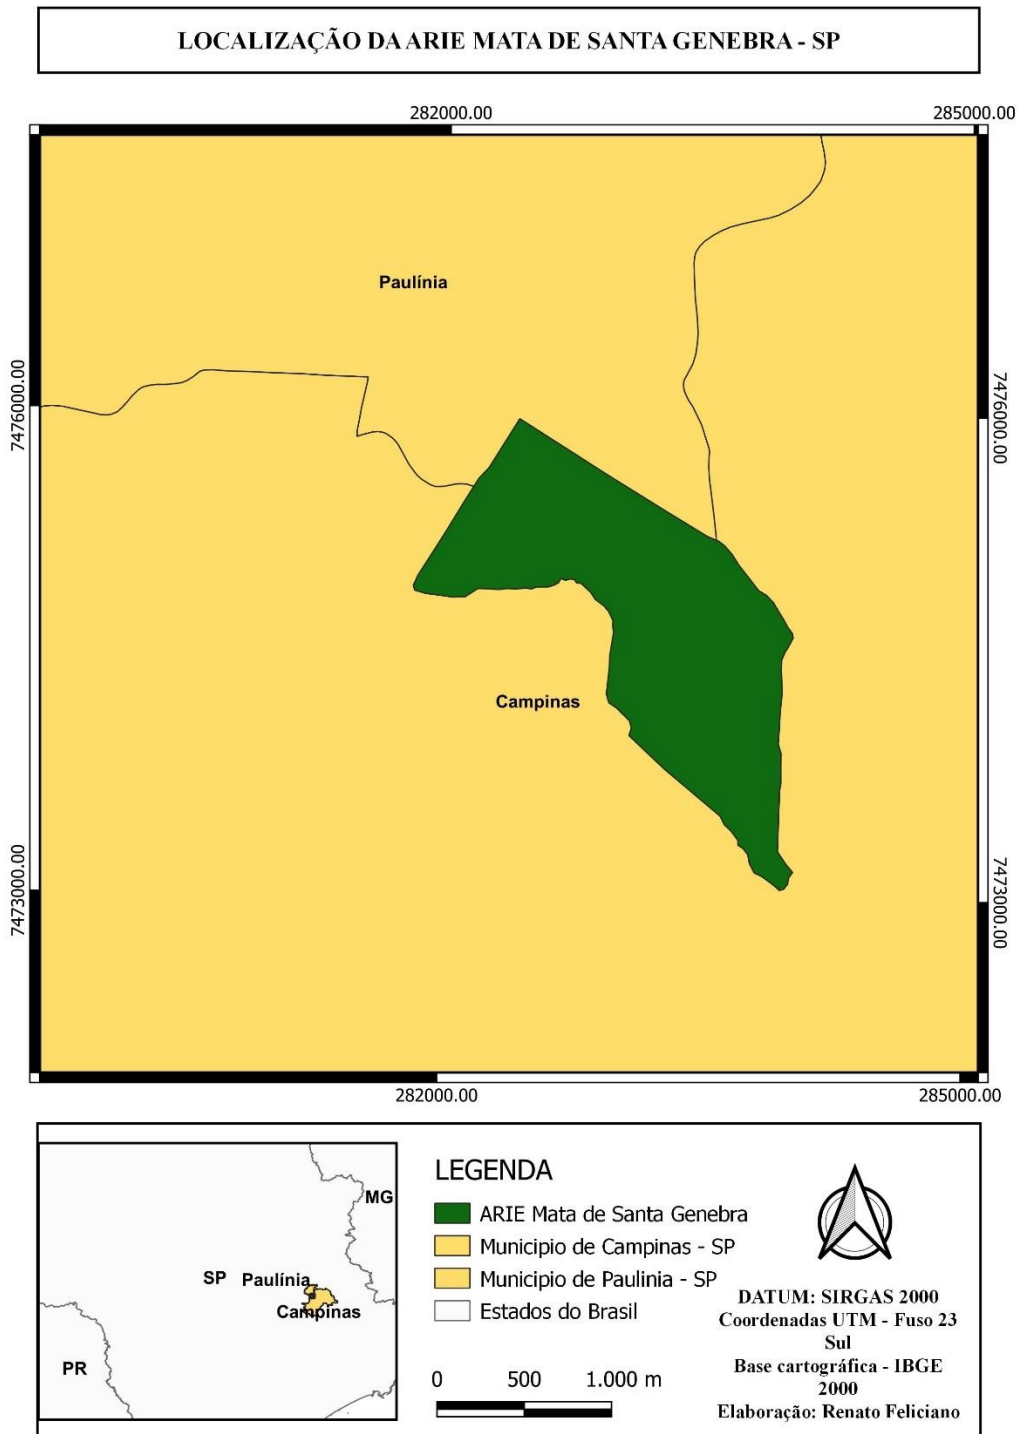 LOCALIZAÇÃO DA ARIE MATA DE SANTA GENEBRA - SP
282000.00
285000.00
Paulínia
7476000.00
7476000.00
Campinas
7473000.00
7473000.00
282000.00
285000.00
MG
SP
Paulínia
Campinas
PR
LEGENDA
ARIE Mata de Santa Genebra
Municipio de Campinas - SP
Municipio de Paulinia - SP
Estados do Brasil
0 500 1.000 m
DATUM: SIRGAS 2000
Coordenadas UTM - Fuso 23
Sul
Base cartográfica - IBGE
2000
Elaboração: Renato Feliciano